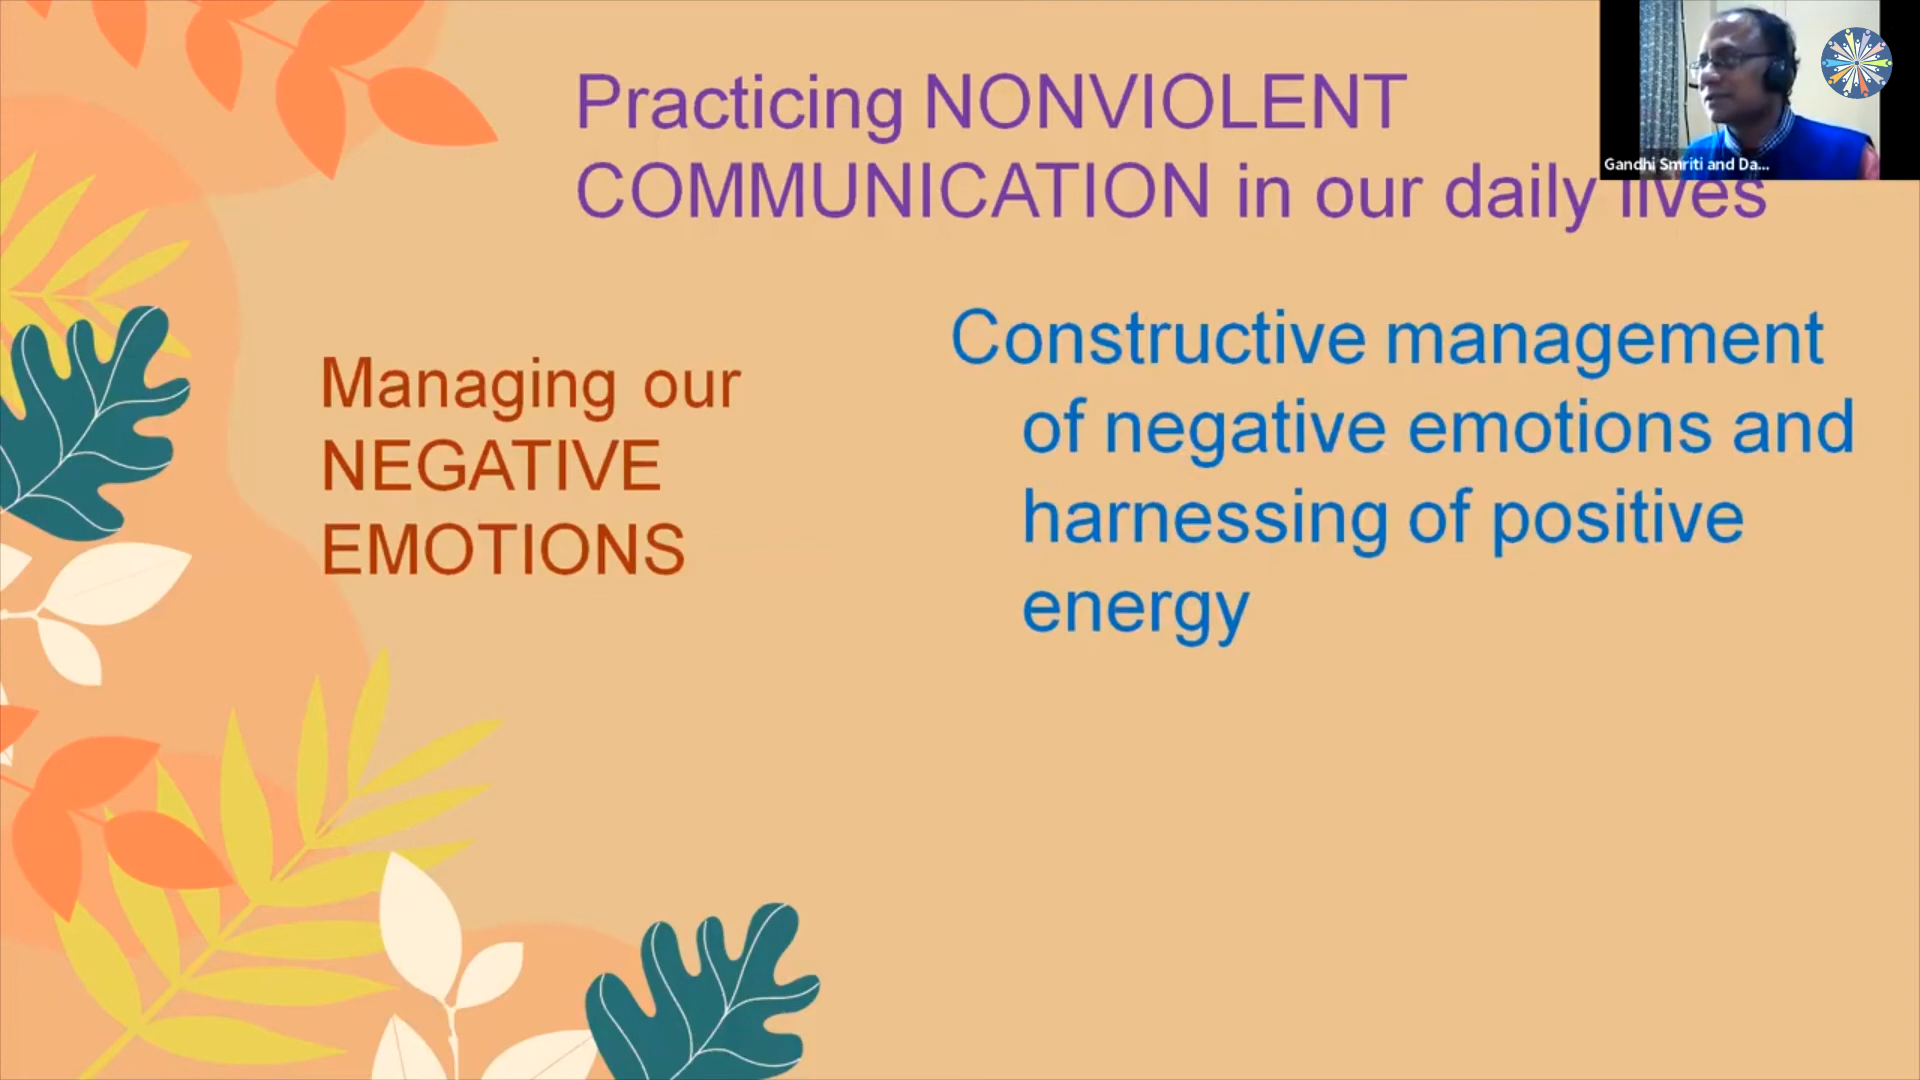 Practicing NONVIOLENT
COMMUNICATION in our daily lives
Gandhi Smriti and Da...
Managing our
NEGATIVE
EMOTIONS
Constructive management
of negative emotions and
harnessing of positive
energy